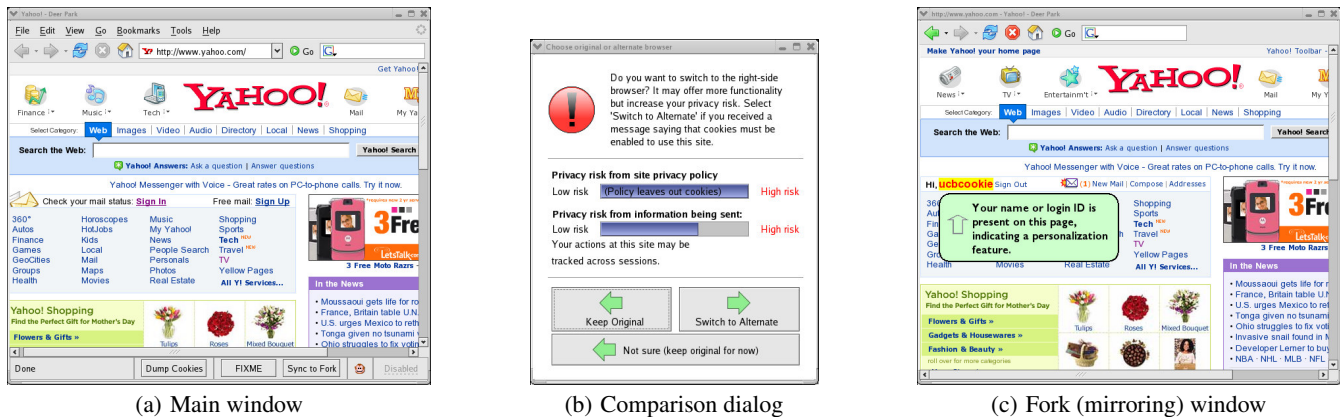 Yahoo! - Deer Park
File Edit View Go Bookmarks Tools Help
http://www.yahoo.com/ Go
Get Yahoo!
Finance Music Tech YAHOO! Mail My Ya
Select Category: Web Images Video Audio Directory Local News Shopping
Search the Web: Yahoo! Search
Yahoo! Answers: Ask a question | Answer questions
Yahoo! Messenger with Voice - Great rates on PC-to-phone calls. Try it now.
Check your mail status: Sign In Free mail: Sign Up
360° Horoscopes Music Shopping
Autos HotJobs My Yahoo! Sports
Finance Kids News Tech NEW
Games Local People Search Travel NEW
GeoCities Mail Personals TV
Groups Maps Photos Yellow Pages
Health Movies Real Estate All Y! Services...
3Fre
LetsTalk
3 Free Moto Razrs -
In the News
• Moussaoui gets life for ro
• France, Britain table U.N.
• U.S. urges Mexico to reth
• Tonga given no tsunami
• Ohio struggles to fix votin
Yahoo! Shopping
Find the Perfect Gift for Mother's Day
Flowers & Gifts »
Tulips Roses Mixed Bouquet
Done Dump Cookies FIXME Sync to Fork Disabled
(a) Main window
Choose original or alternate browser
Do you want to switch to the right-side
browser? It may offer more functionality
but increase your privacy risk. Select
'Switch to Alternate' if you received a
message saying that cookies must be
enabled to use this site.
Privacy risk from site privacy policy
Low risk (Policy leaves out cookies) High risk
Privacy risk from information being sent:
Low risk High risk
Your actions at this site may be
tracked across sessions.
Keep Original Switch to Alternate
Not sure (keep original for now)
(b) Comparison dialog
http://www.yahoo.com - Yahoo! - Deer Park
Go
Make Yahoo! your home page Yahoo! Toolbar -
News TV Entertainm't YAHOO! Mail My Y
Select Category: Web Images Video Audio Directory Local News Shopping
Search the Web: Yahoo! Search
Yahoo! Answers: Ask a question | Answer questions
Yahoo! Messenger with Voice - Great rates on PC-to-phone calls. Try it now.
Hi, ucbcookie Sign Out (1) New Mail | Compose | Addresses
Your name or login ID is
present on this page,
indicating a personalization
feature.
36 Shopping
Au Sports
Fin Tech NEW
Ga Travel NEW
Ge TV
Gro Yellow Pages
Health Movies Real Estate All Y! Services...
3Fre
LetsTalk
3 Free Moto Razrs -
In the News
• Moussaoui gets life for r
• France, Britain table U.N
• U.S. urges Mexico to ret
• Tonga given no tsunami
• Ohio struggles to fix voti
• Invasive snail found in M
• Developer Lerner to buy
• NBA · NHL · MLB · NFL
Yahoo! Shopping
Find the Perfect Gift for Mother's Day
Flowers & Gifts »
Gadgets & Housewares »
Fashion & Beauty »
roll over for more categories
Tulips Roses Mixed Bouquet
(c) Fork (mirroring) window